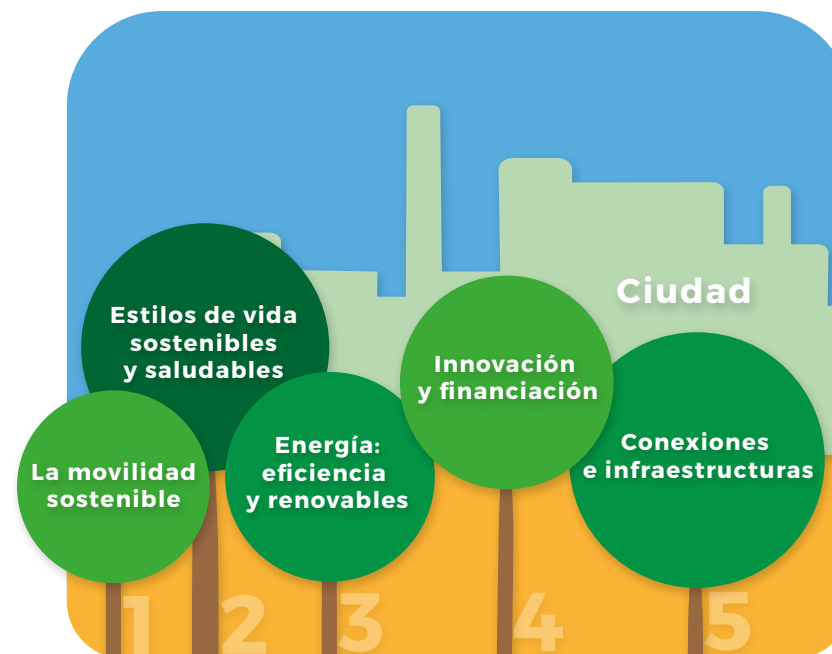 Ciudad
Estilos de vida
sostenibles
y saludables
Innovación
y financiación
La movilidad
sostenible
Energía:
eficiencia
y renovables
Conexiones
e infraestructuras
1
2
3
4
5